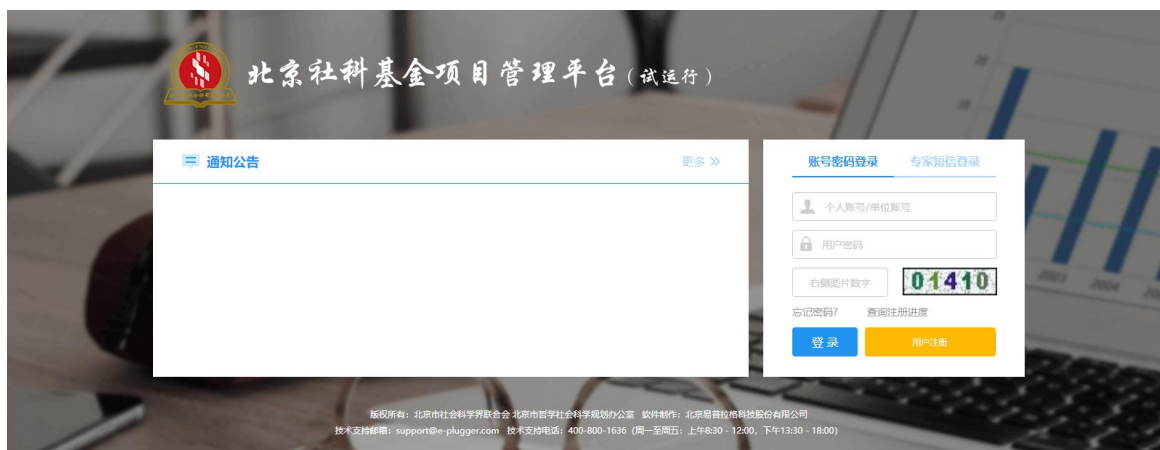 北京社科基金项目管理平台(试运行)
通知公告
更多
账号密码登录 专家短信登录
个人账号/单位账号
用户密码
右侧图片数字 01410
忘记密码? 查询注册进度
登 录 用户注册
版权所有:北京市社会科学界联合会 北京市哲学社会科学规划办公室 软件制作:北京易普拉格科技股份有限公司
技术支持邮箱:support@e-plugger.com 技术支持电话:400-800-1636(周一至周五:上午8:30 - 12:00,下午13:30 - 18:00)
2003 2004